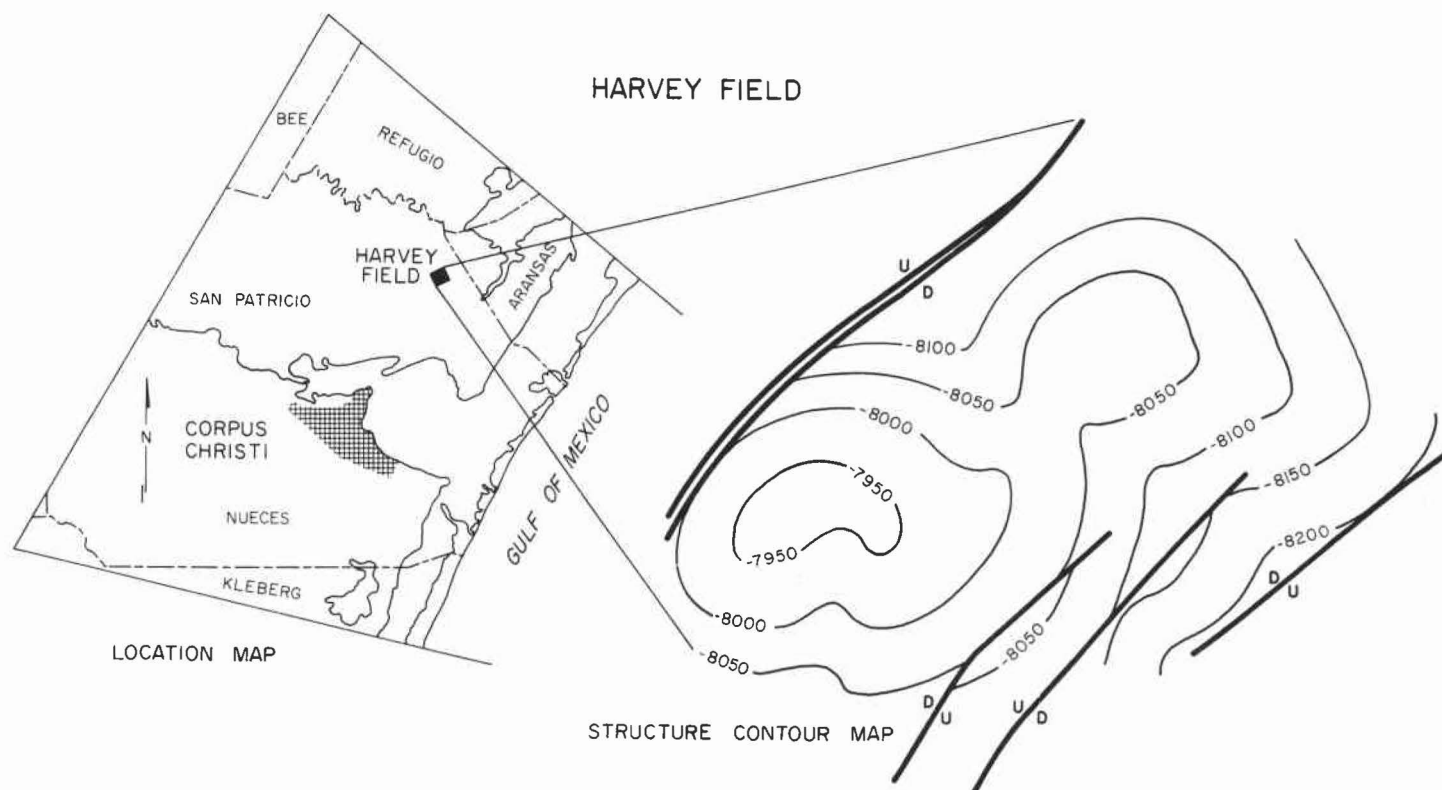 HARVEY FIELD
BEE
REFUGIO
HARVEY
FIELD
ARANSAS
SAN PATRICIO
N
CORPUS
CHRISTI
NUECES
KLEBERG
GULF OF MEXICO
LOCATION MAP
U
D
-8100
-8050
-8000
-8050
-8100
-7950
-7950
-8150
-8200
-8000
-8050
-8050
D
U
D
U
U
D
STRUCTURE CONTOUR MAP